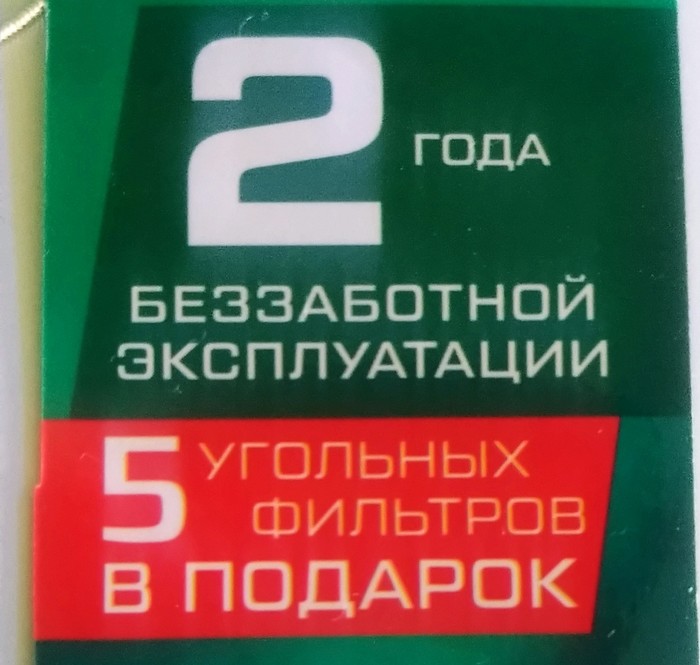 2 ГОДА
БЕЗЗАБОТНОЙ
ЭКСПЛУАТАЦИИ
5 УГОЛЬНЫХ
ФИЛЬТРОВ
В ПОДАРОК